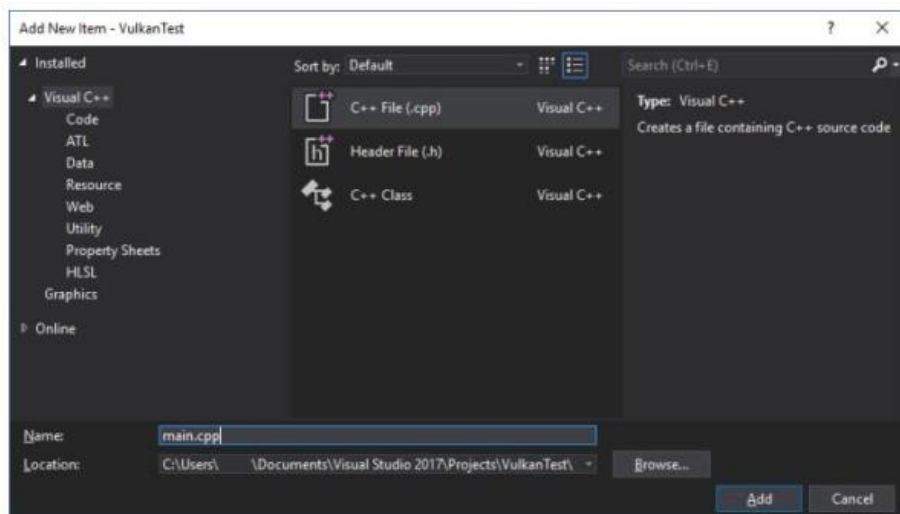 Add New Item - VulkanTest
? ×
Installed
Visual C++
Code
ATL
Data
Resource
Web
Utility
Property Sheets
HLSL
Graphics
Online
Sort by: Default
Search (Ctrl+E)
C++ File (.cpp) Visual C++
Header File (.h) Visual C++
C++ Class Visual C++
Type: Visual C++
Creates a file containing C++ source code
Name: main.cpp
Location: C:\Users\ \Documents\Visual Studio 2017\Projects\VulkanTest\
Browse...
Add Cancel